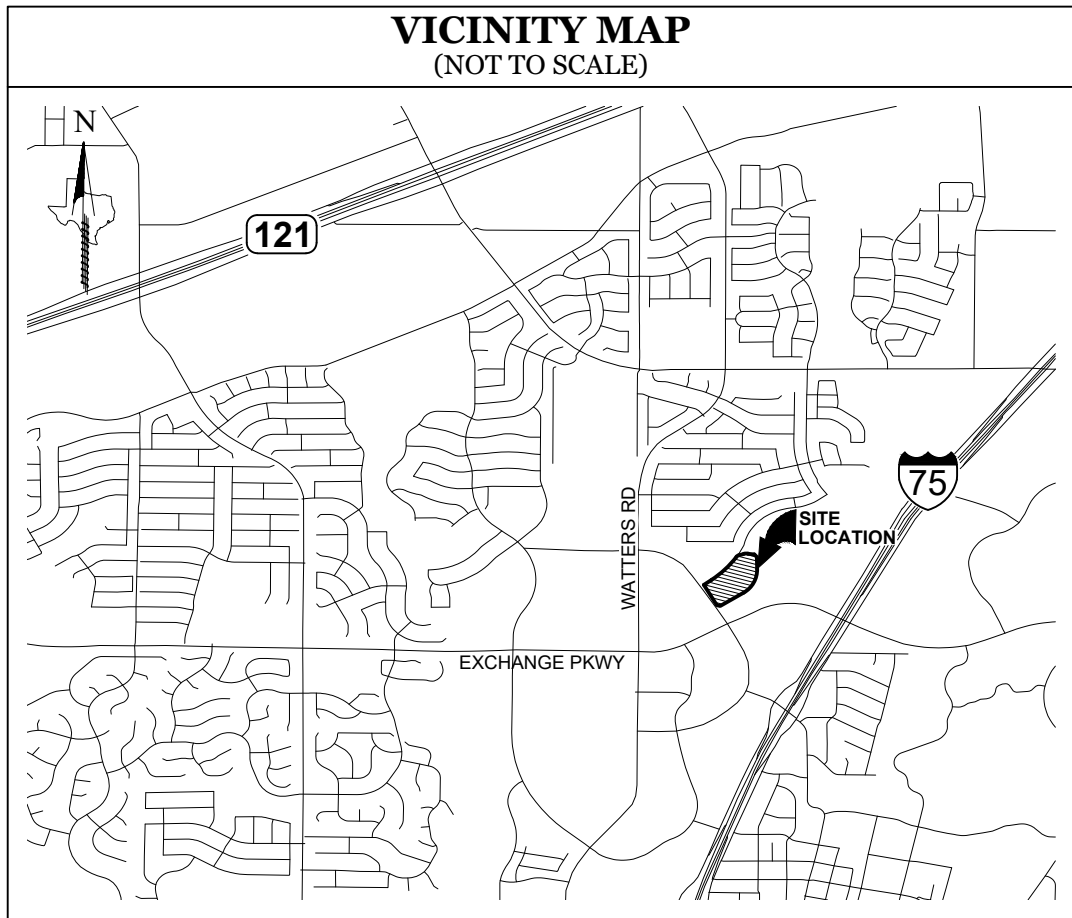 VICINITY MAP
(NOT TO SCALE)
N
121
75
SITE
LOCATION
WATTERS RD
EXCHANGE PKWY